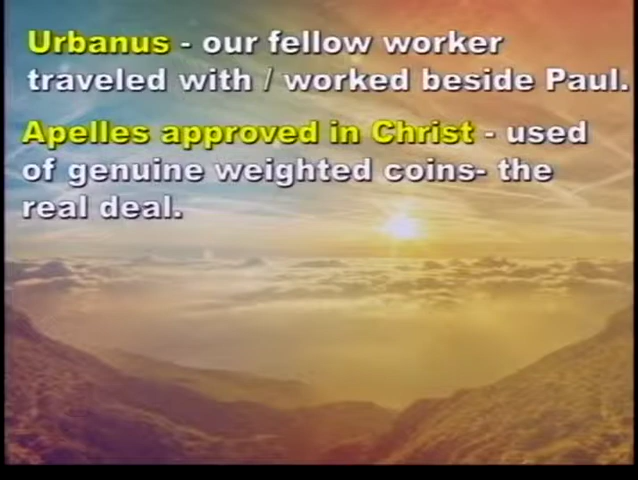 Urbanus - our fellow worker
traveled with / worked beside Paul.
Apelles approved in Christ - used
of genuine weighted coins- the
real deal.